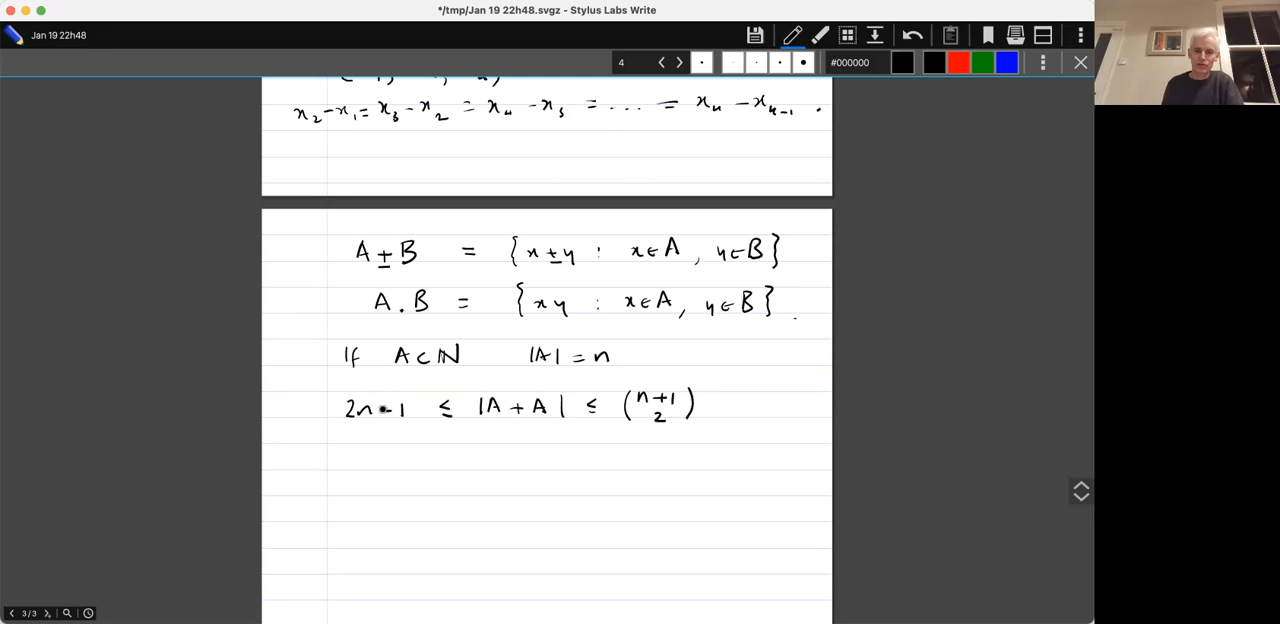 */tmp/Jan 19 22h48.svgz - Stylus Labs Write
Jan 19 22h48
4
#000000
x₂ - x₁ = x₃ - x₂ = x₄ - x₃ = .... = xₙ - xₙ₋₁ .
A ± B = {x ± y : x ∈ A, y ∈ B}
A . B = {xy : x ∈ A, y ∈ B}.
If A ⊂ ℕ |A| = n
2n - 1 ≤ |A + A| ≤ (n+1 2)
3/3